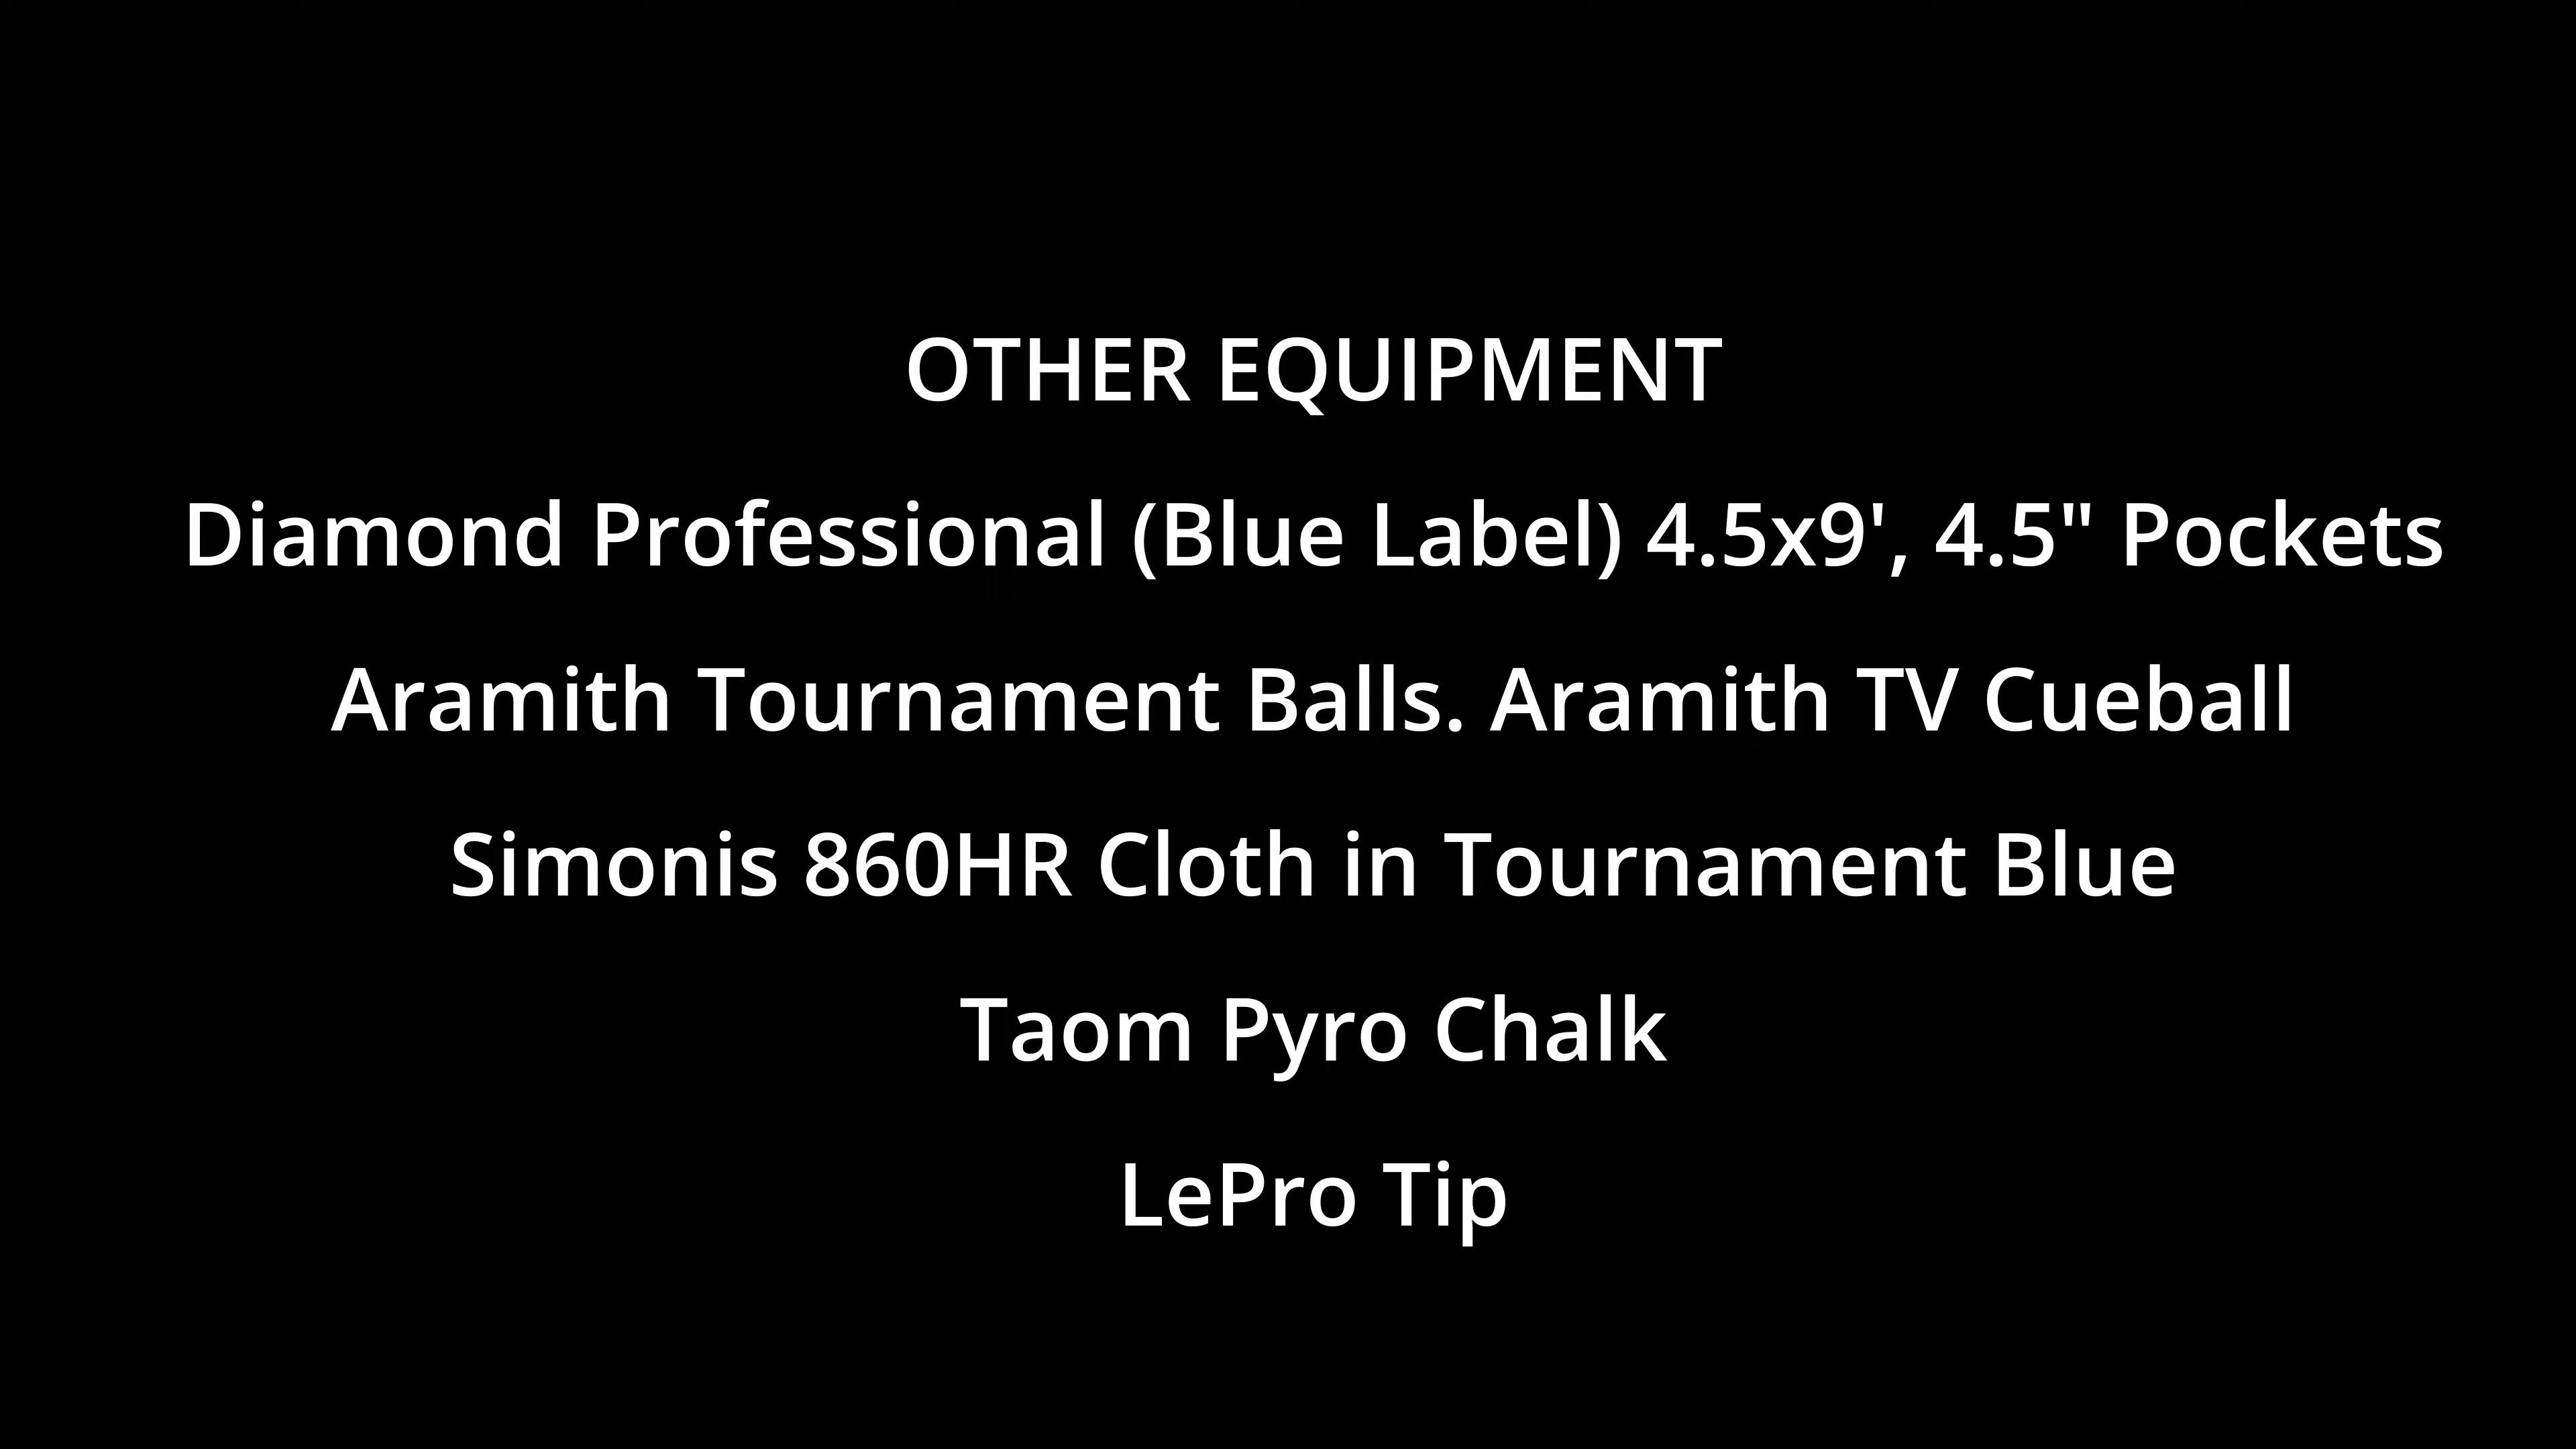 OTHER EQUIPMENT
Diamond Professional (Blue Label) 4.5x9', 4.5" Pockets
Aramith Tournament Balls. Aramith TV Cueball
Simonis 860HR Cloth in Tournament Blue
Taom Pyro Chalk
LePro Tip